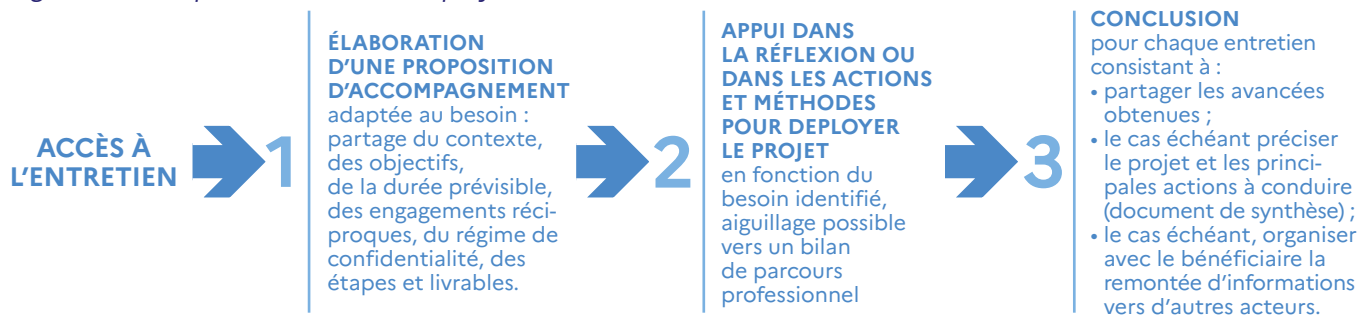 ACCÈS À
L'ENTRETIEN
1
ÉLABORATION
D'UNE PROPOSITION
D'ACCOMPAGNEMENT
adaptée au besoin :
partage du contexte,
des objectifs,
de la durée prévisible,
des engagements réci-
proques, du régime de
confidentialité, des
étapes et livrables.
2
APPUI DANS
LA RÉFLEXION OU
DANS LES ACTIONS
ET MÉTHODES
POUR DEPLOYER
LE PROJET
en fonction du
besoin identifié,
aiguillage possible
vers un bilan
de parcours
professionnel
3
CONCLUSION
pour chaque entretien
consistant à :
• partager les avancées
obtenues ;
• le cas échéant préciser
le projet et les princi-
pales actions à conduire
(document de synthèse) ;
• le cas échéant, organiser
avec le bénéficiaire la
remontée d'informations
vers d'autres acteurs.